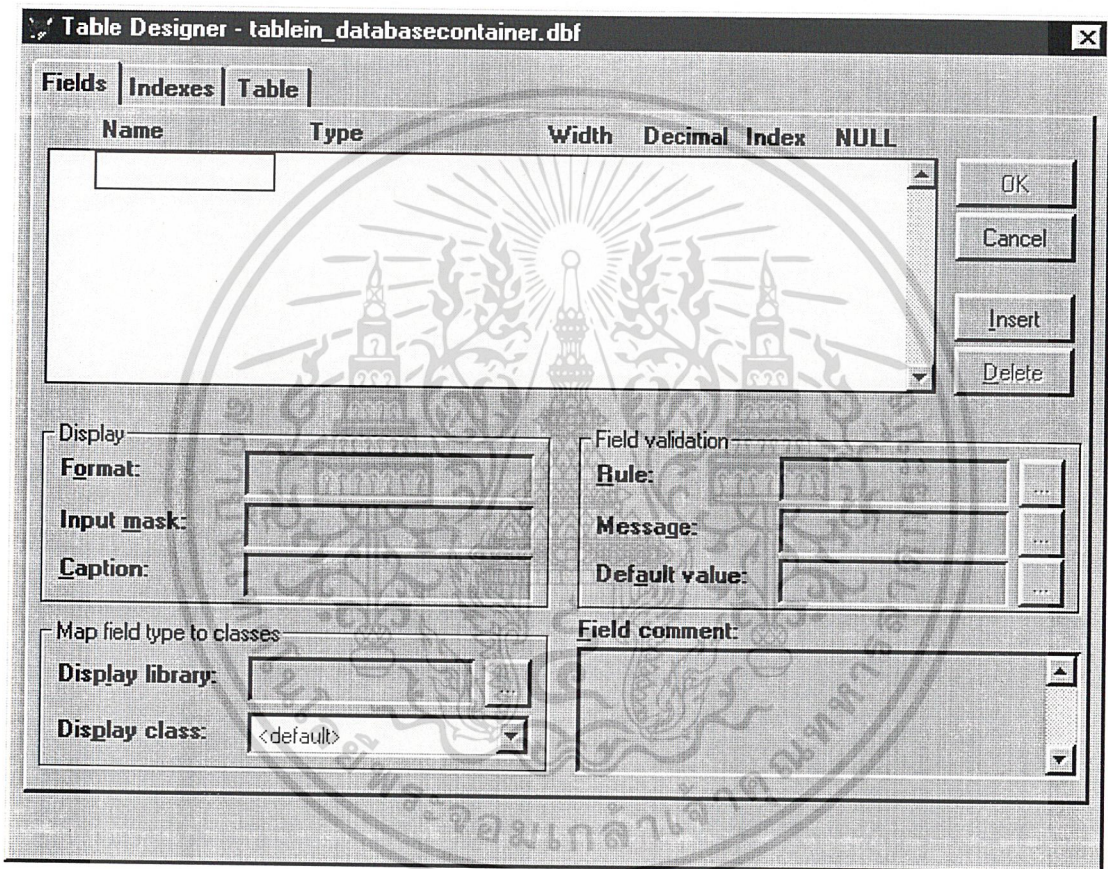 Table Designer - tablein_databasecontainer.dbf
Fields Indexes Table
Name Type Width Decimal Index NULL
OK
Cancel
Insert
Delete
Display
Format:
Input mask:
Caption:
Field validation
Rule:
...
Message:
...
Default value:
...
Map field type to classes
Display library:
...
Display class: <default>
Field comment: